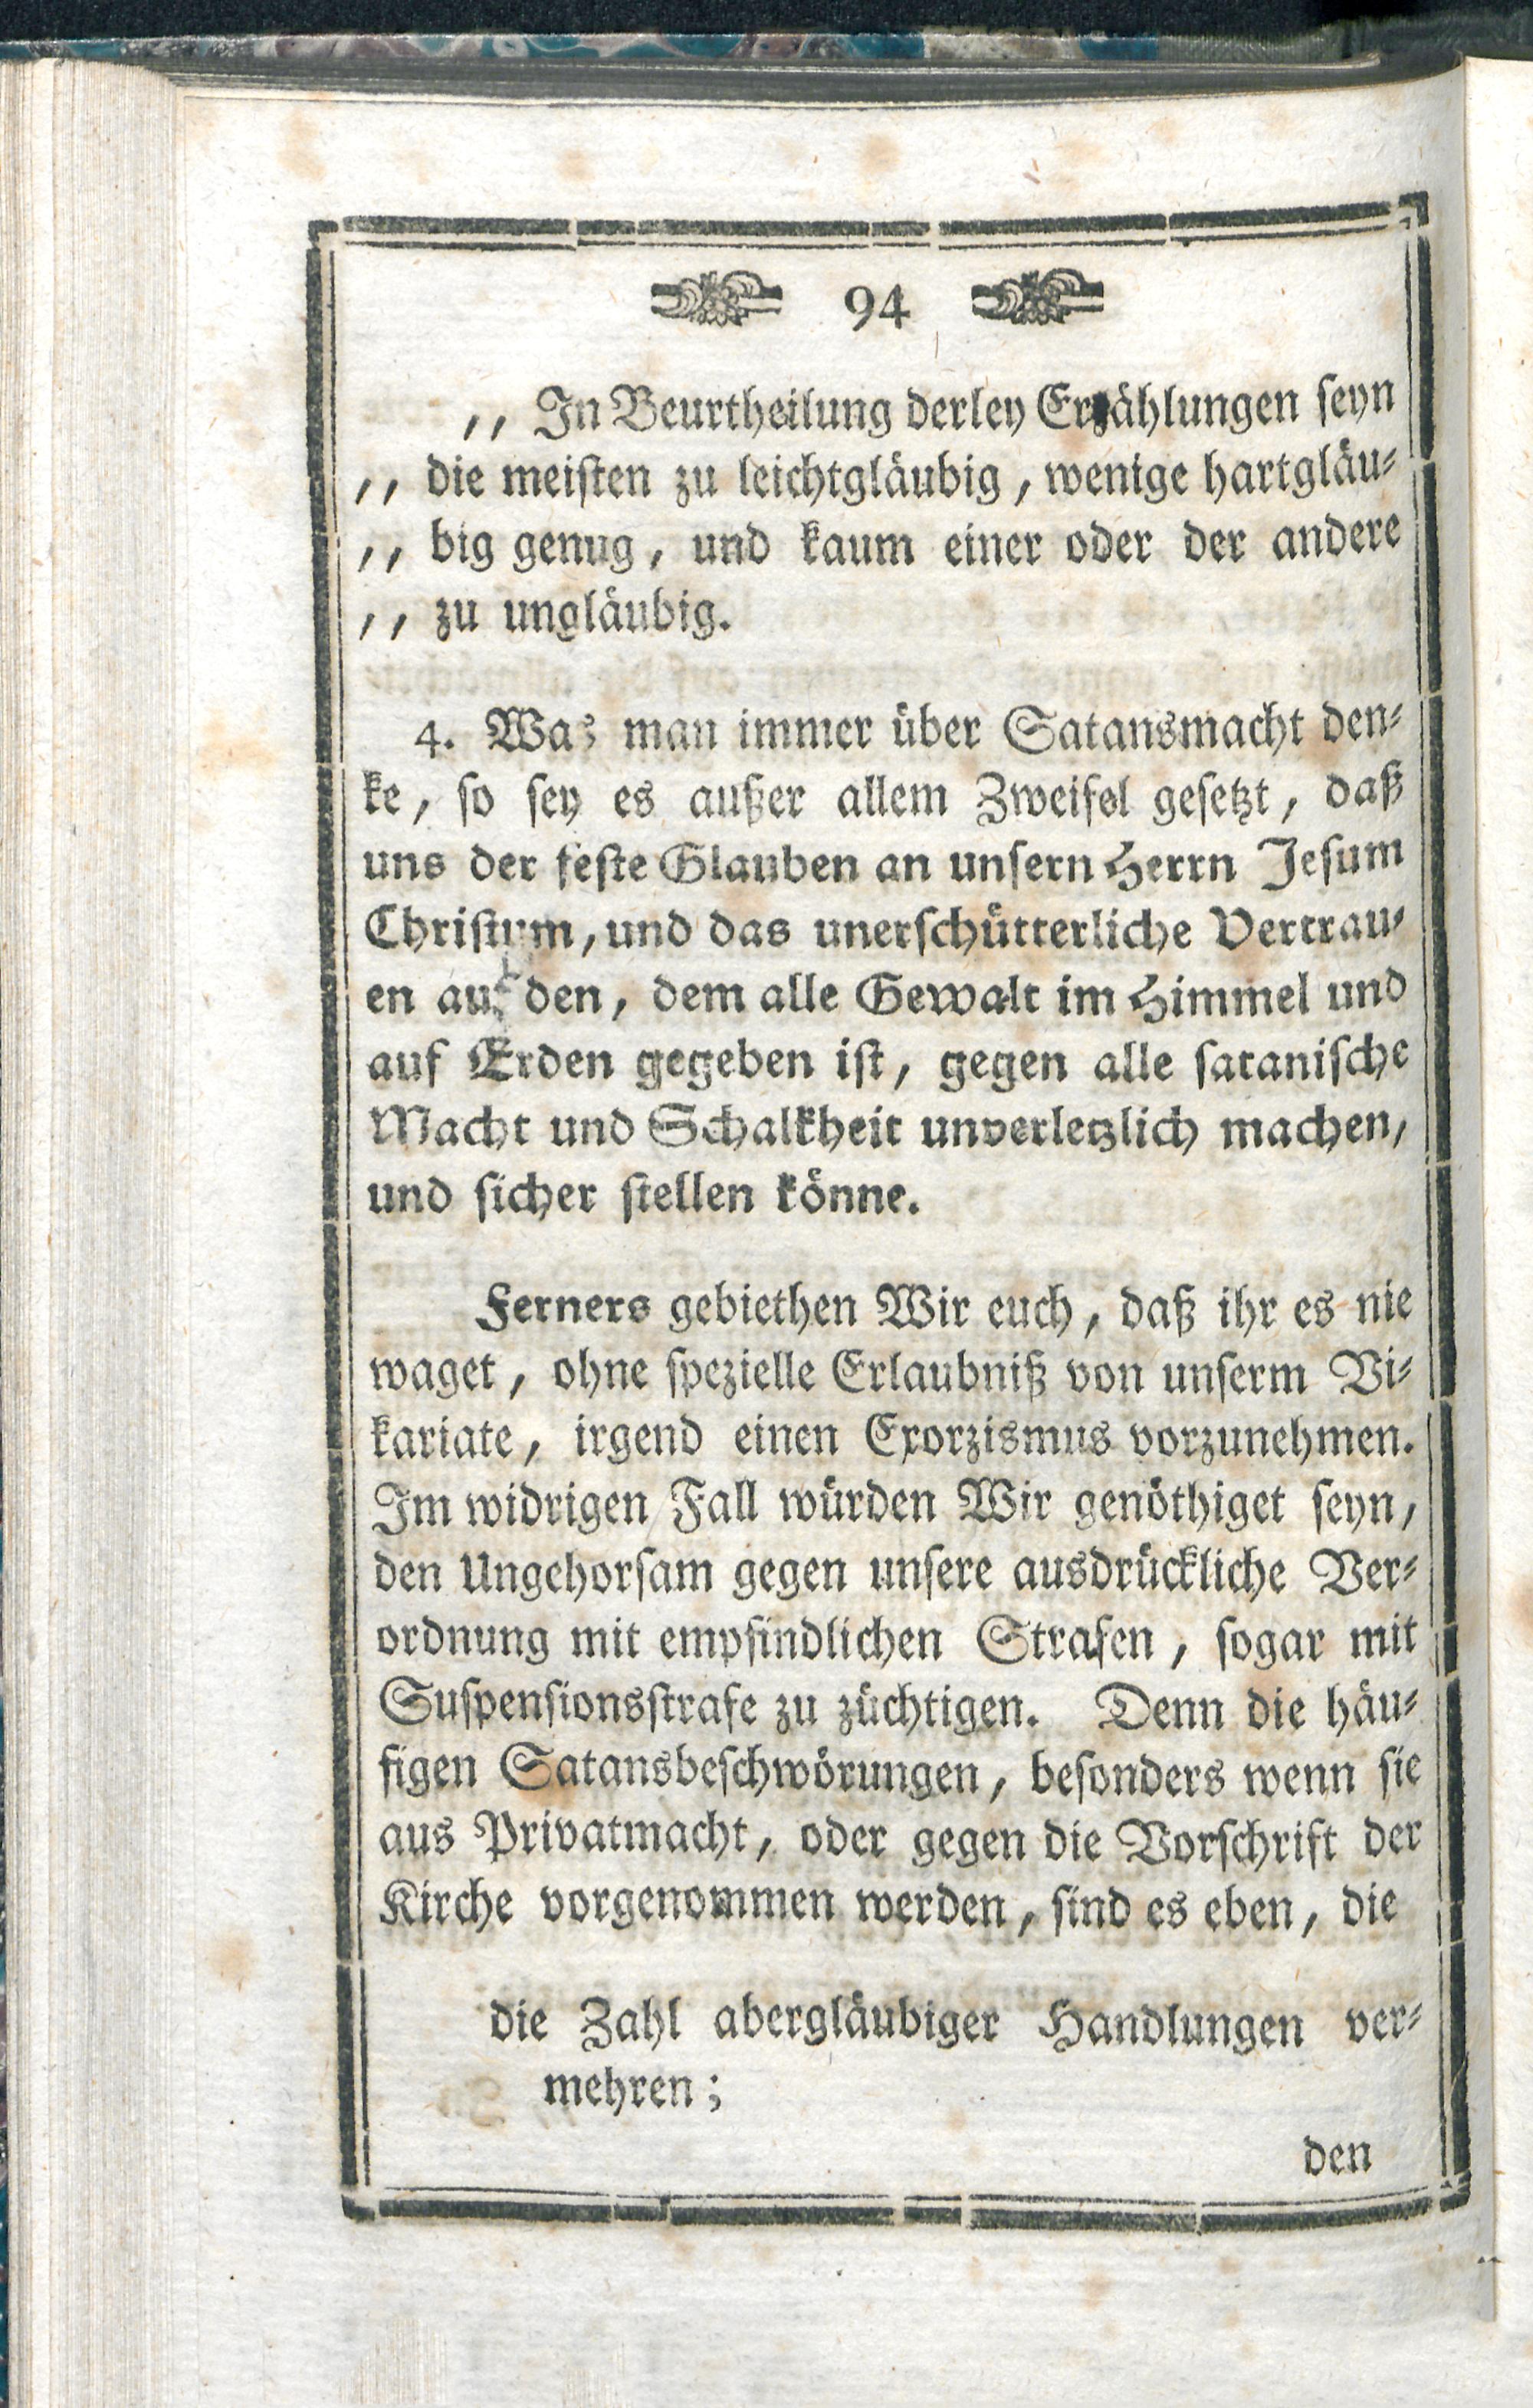 94
,, In Beurtheilung derley Erzählungen seyn
,, die meisten zu leichtgläubig, wenige hartgläu-
,, big genug, und kaum einer oder der andere
,, zu ungläubig.
4. Was man immer über Satansmacht den-
ke, so sey es außer allem Zweifel gesetzt, daß
uns der feste Glauben an unsern Herrn Jesum
Christum, und das unerschütterliche Vertrau-
en auf den, dem alle Gewalt im Himmel und
auf Erden gegeben ist, gegen alle satanische
Macht und Schalkheit unverletzlich machen,
und sicher stellen könne.
Ferners gebiethen Wir euch, daß ihr es nie
waget, ohne spezielle Erlaubniß von unserm Vi-
kariate, irgend einen Exorzismus vorzunehmen.
Im widrigen Fall würden Wir genöthiget seyn,
den Ungehorsam gegen unsere ausdrückliche Ver-
ordnung mit empfindlichen Strafen, sogar mit
Suspensionsstrafe zu züchtigen. Denn die häu-
figen Satansbeschwörungen, besonders wenn sie
aus Privatmacht, oder gegen die Vorschrift der
Kirche vorgenommen werden, sind es eben, die
die Zahl abergläubiger Handlungen ver-
mehren;
den